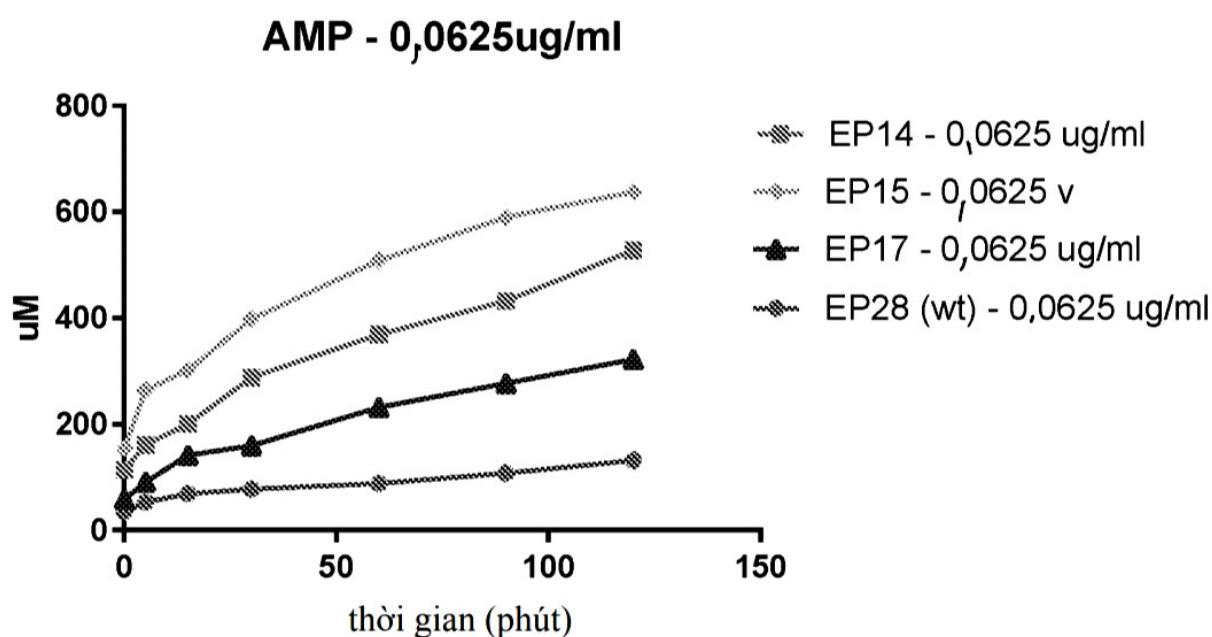 AMP - 0,0625ug/ml
800
600
400
200
0
uM
0
50
100
150
thời gian (phút)
EP14 - 0,0625 ug/ml
EP15 - 0,0625 v
EP17 - 0,0625 ug/ml
EP28 (wt) - 0,0625 ug/ml